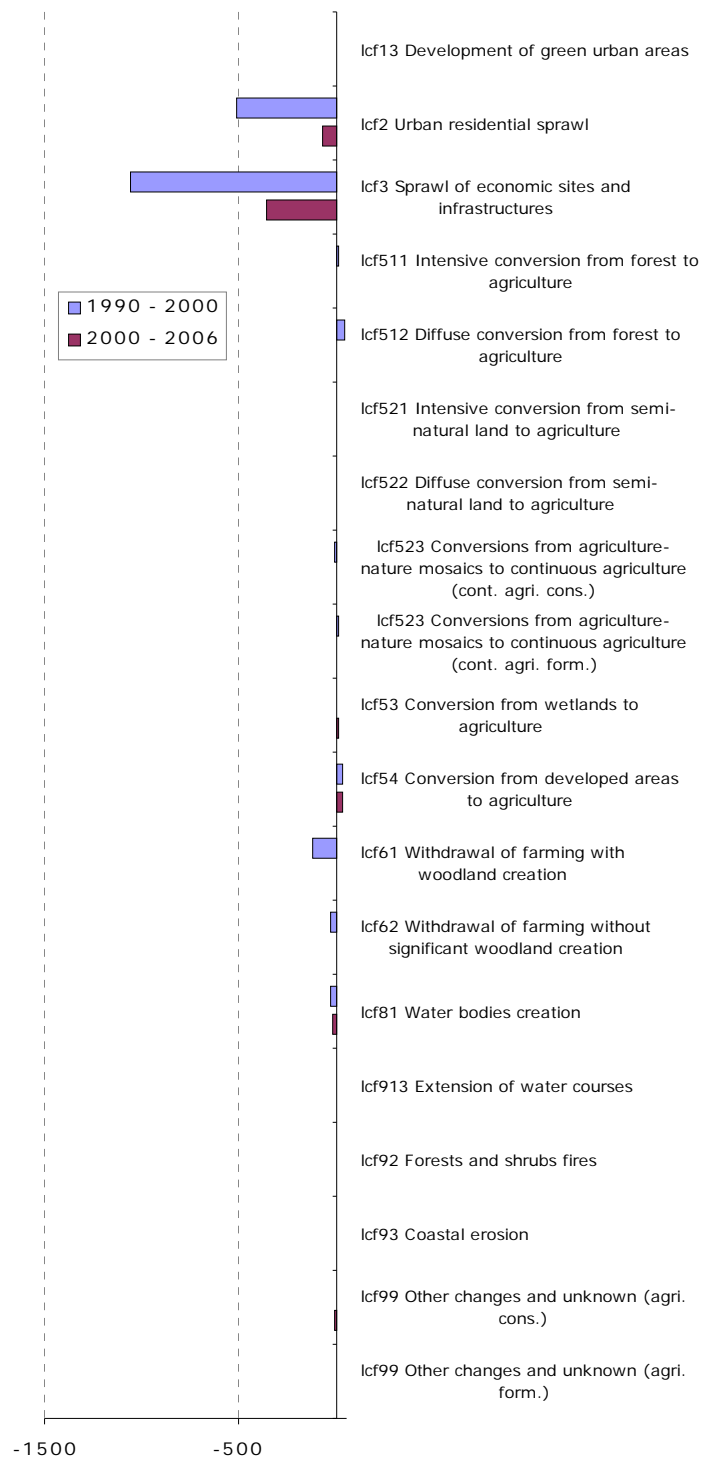 lcf13 Development of green urban areas
lcf2 Urban residential sprawl
lcf3 Sprawl of economic sites and
infrastructures
lcf511 Intensive conversion from forest to
agriculture
1990 - 2000
2000 - 2006
lcf512 Diffuse conversion from forest to
agriculture
lcf521 Intensive conversion from semi-
natural land to agriculture
lcf522 Diffuse conversion from semi-
natural land to agriculture
lcf523 Conversions from agriculture-
nature mosaics to continuous agriculture
(cont. agri. cons.)
lcf523 Conversions from agriculture-
nature mosaics to continuous agriculture
(cont. agri. form.)
lcf53 Conversion from wetlands to
agriculture
lcf54 Conversion from developed areas
to agriculture
lcf61 Withdrawal of farming with
woodland creation
lcf62 Withdrawal of farming without
significant woodland creation
lcf81 Water bodies creation
lcf913 Extension of water courses
lcf92 Forests and shrubs fires
lcf93 Coastal erosion
lcf99 Other changes and unknown (agri.
cons.)
lcf99 Other changes and unknown (agri.
form.)
-1500 -500